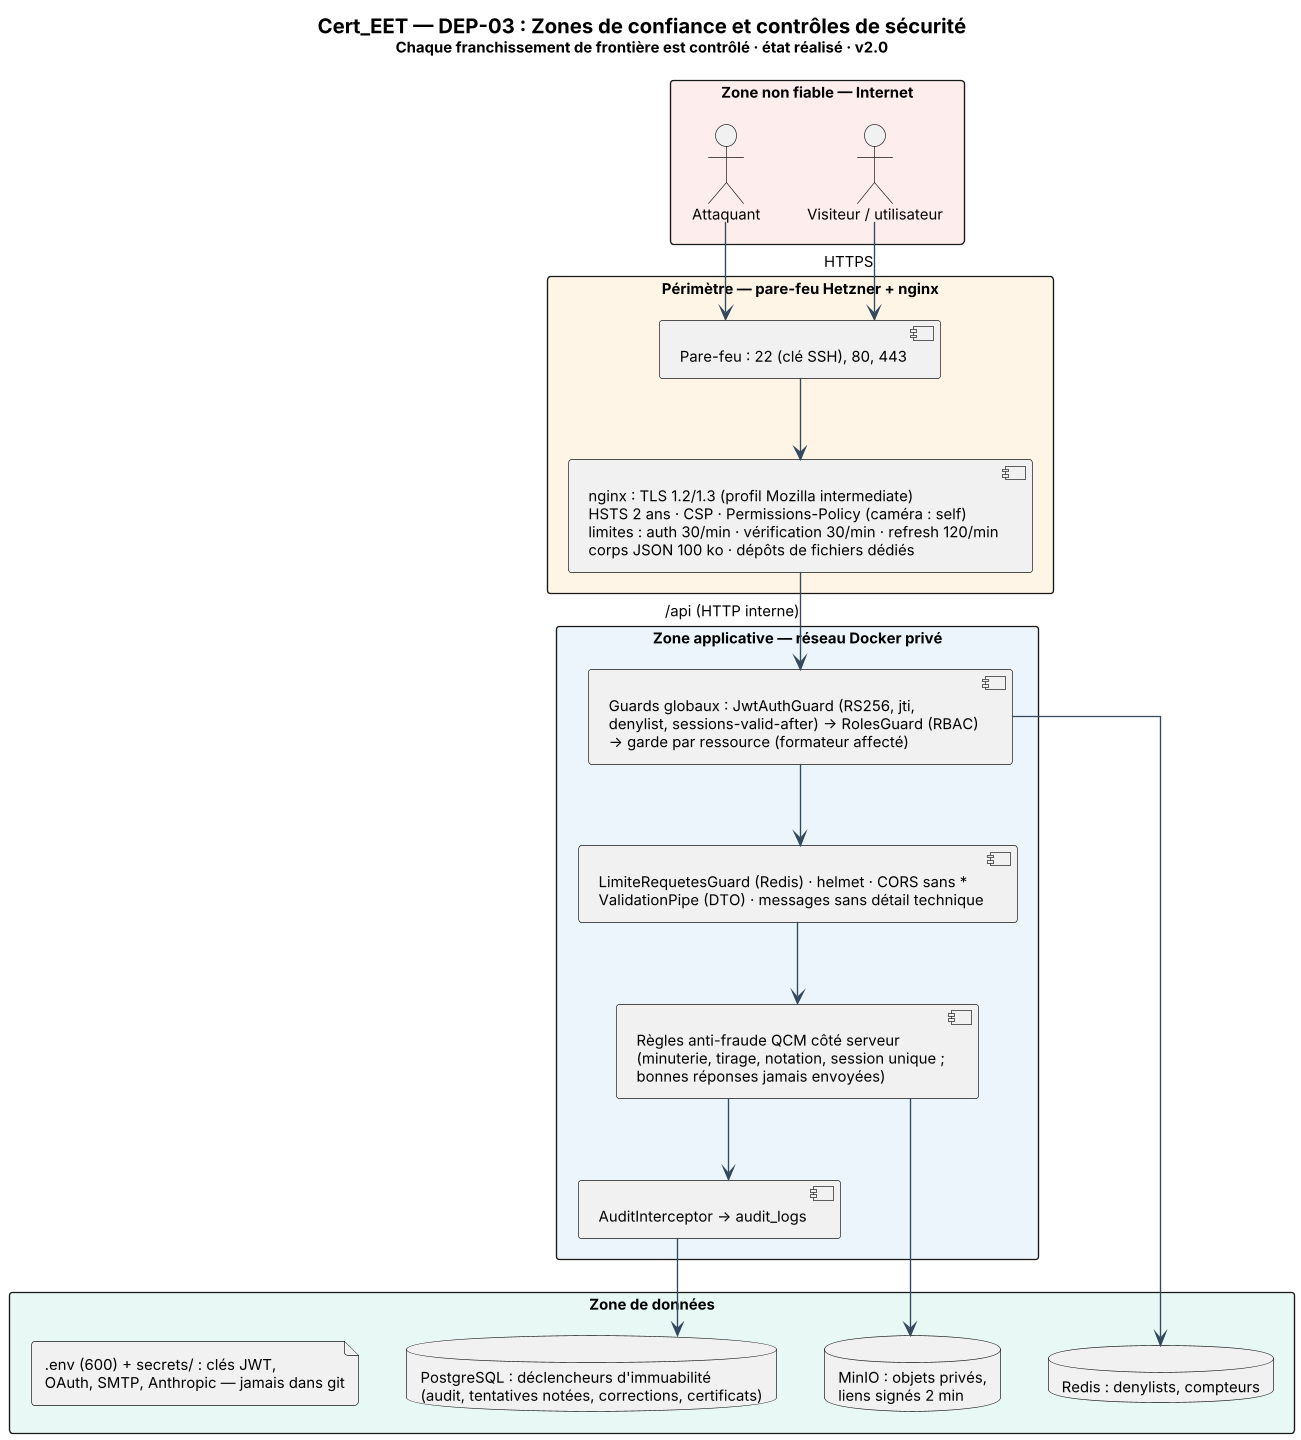 Cert_EET — DEP-03 : Zones de confiance et contrôles de sécurité
Chaque franchissement de frontière est contrôlé · état réalisé · v2.0
Zone non fiable — Internet
Attaquant
Visiteur / utilisateur
HTTPS
Périmètre — pare-feu Hetzner + nginx
Pare-feu : 22 (clé SSH), 80, 443
nginx : TLS 1.2/1.3 (profil Mozilla intermediate)
HSTS 2 ans · CSP · Permissions-Policy (caméra : self)
limites : auth 30/min · vérification 30/min · refresh 120/min
corps JSON 100 ko · dépôts de fichiers dédiés
/api (HTTP interne)
Zone applicative — réseau Docker privé
Guards globaux : JwtAuthGuard (RS256, jti,
denylist, sessions-valid-after) → RolesGuard (RBAC)
→ garde par ressource (formateur affecté)
LimiteRequetesGuard (Redis) · helmet · CORS sans *
ValidationPipe (DTO) · messages sans détail technique
Règles anti-fraude QCM côté serveur
(minuterie, tirage, notation, session unique ;
bonnes réponses jamais envoyées)
AuditInterceptor → audit_logs
Zone de données
.env (600) + secrets/ : clés JWT,
OAuth, SMTP, Anthropic — jamais dans git
PostgreSQL : déclencheurs d'immuabilité
(audit, tentatives notées, corrections, certificats)
MinIO : objets privés,
liens signés 2 min
Redis : denylists, compteurs